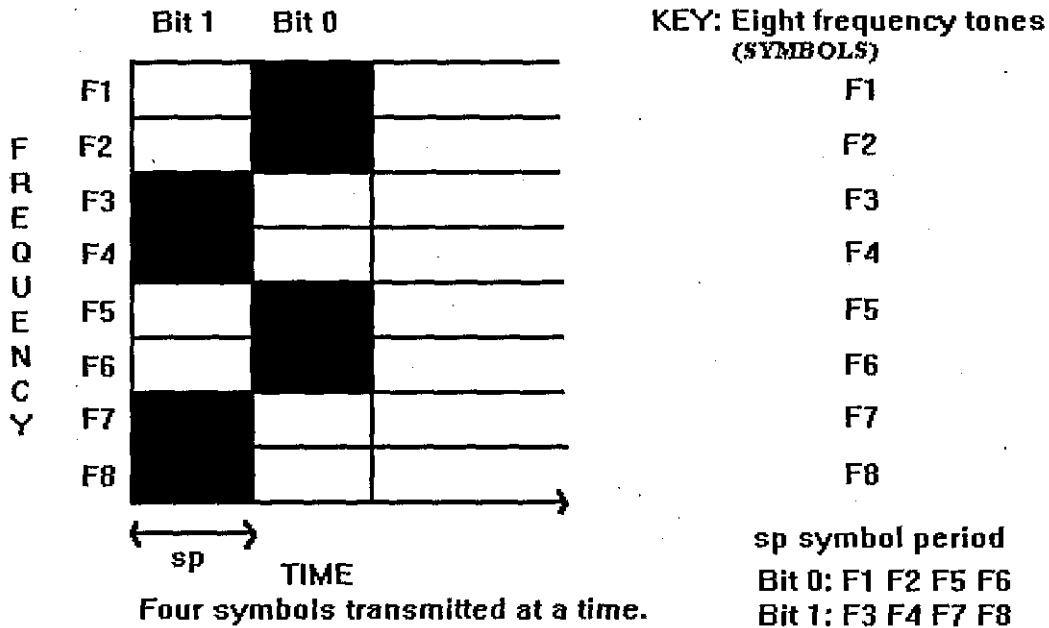 Bit 1 Bit 0
F1
F2
F3
F4
F5
F6
F7
F8
FREQUENCY
sp
TIME
Four symbols transmitted at a time.
KEY: Eight frequency tones
(SYMBOLS)
F1
F2
F3
F4
F5
F6
F7
F8
sp symbol period
Bit 0: F1 F2 F5 F6
Bit 1: F3 F4 F7 F8